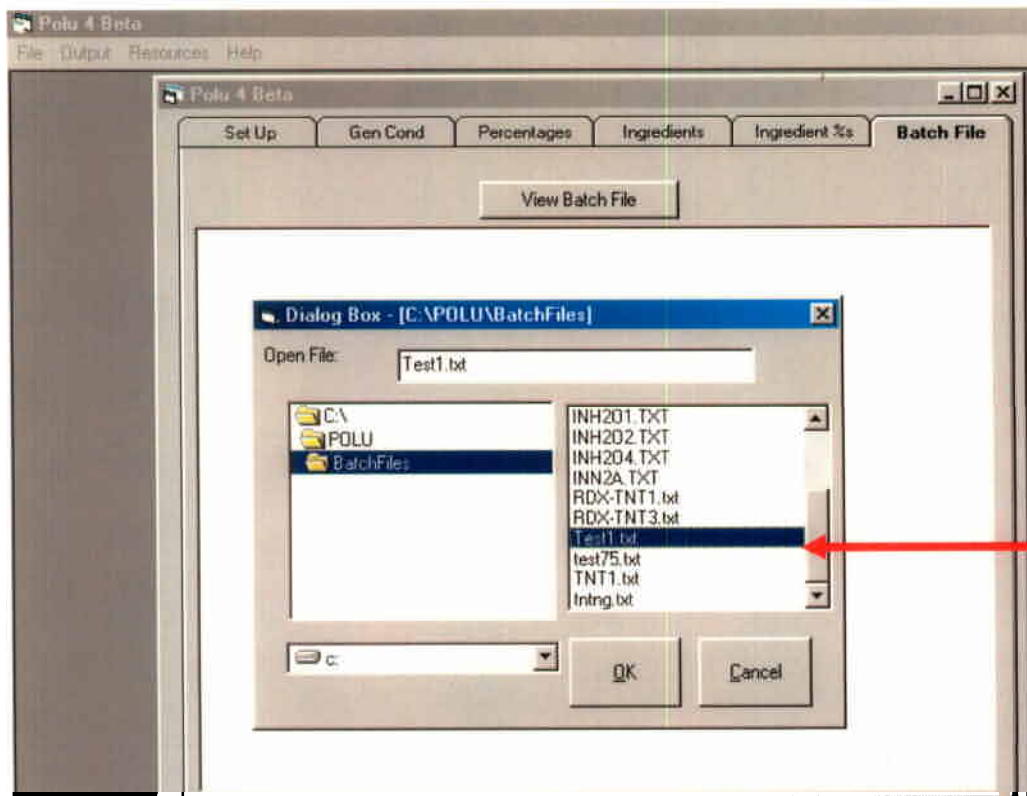 Polu 4 Beta
File Output Resources Help
Polu 4 Beta
Set Up Gen Cond Percentages Ingredients Ingredient %s Batch File
View Batch File
Dialog Box - [C:\POLU\BatchFiles]
Open File: Test1.txt
C:\
POLU
BatchFiles
INH2O1.TXT
INH2O2.TXT
INH2O4.TXT
INN2A.TXT
RDX-TNT1.txt
RDX-TNT3.txt
Test1.txt
test75.txt
TNT1.txt
tntng.txt
c:
OK Cancel